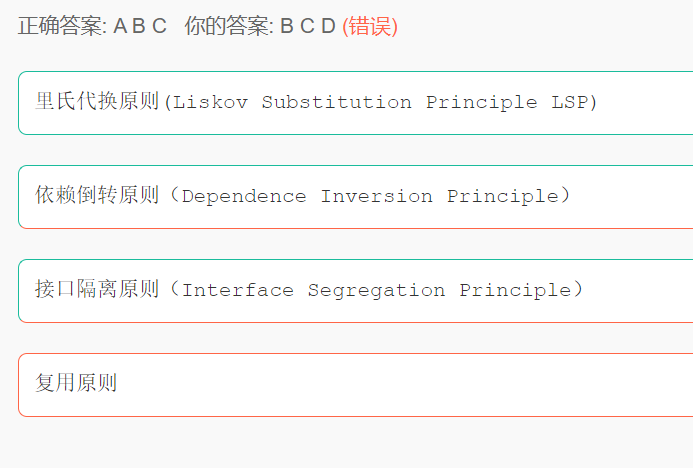 正确答案: A B C 你的答案: B C D (错误)
里氏代换原则(Liskov Substitution Principle LSP)
依赖倒转原则（Dependence Inversion Principle）
接口隔离原则（Interface Segregation Principle）
复用原则